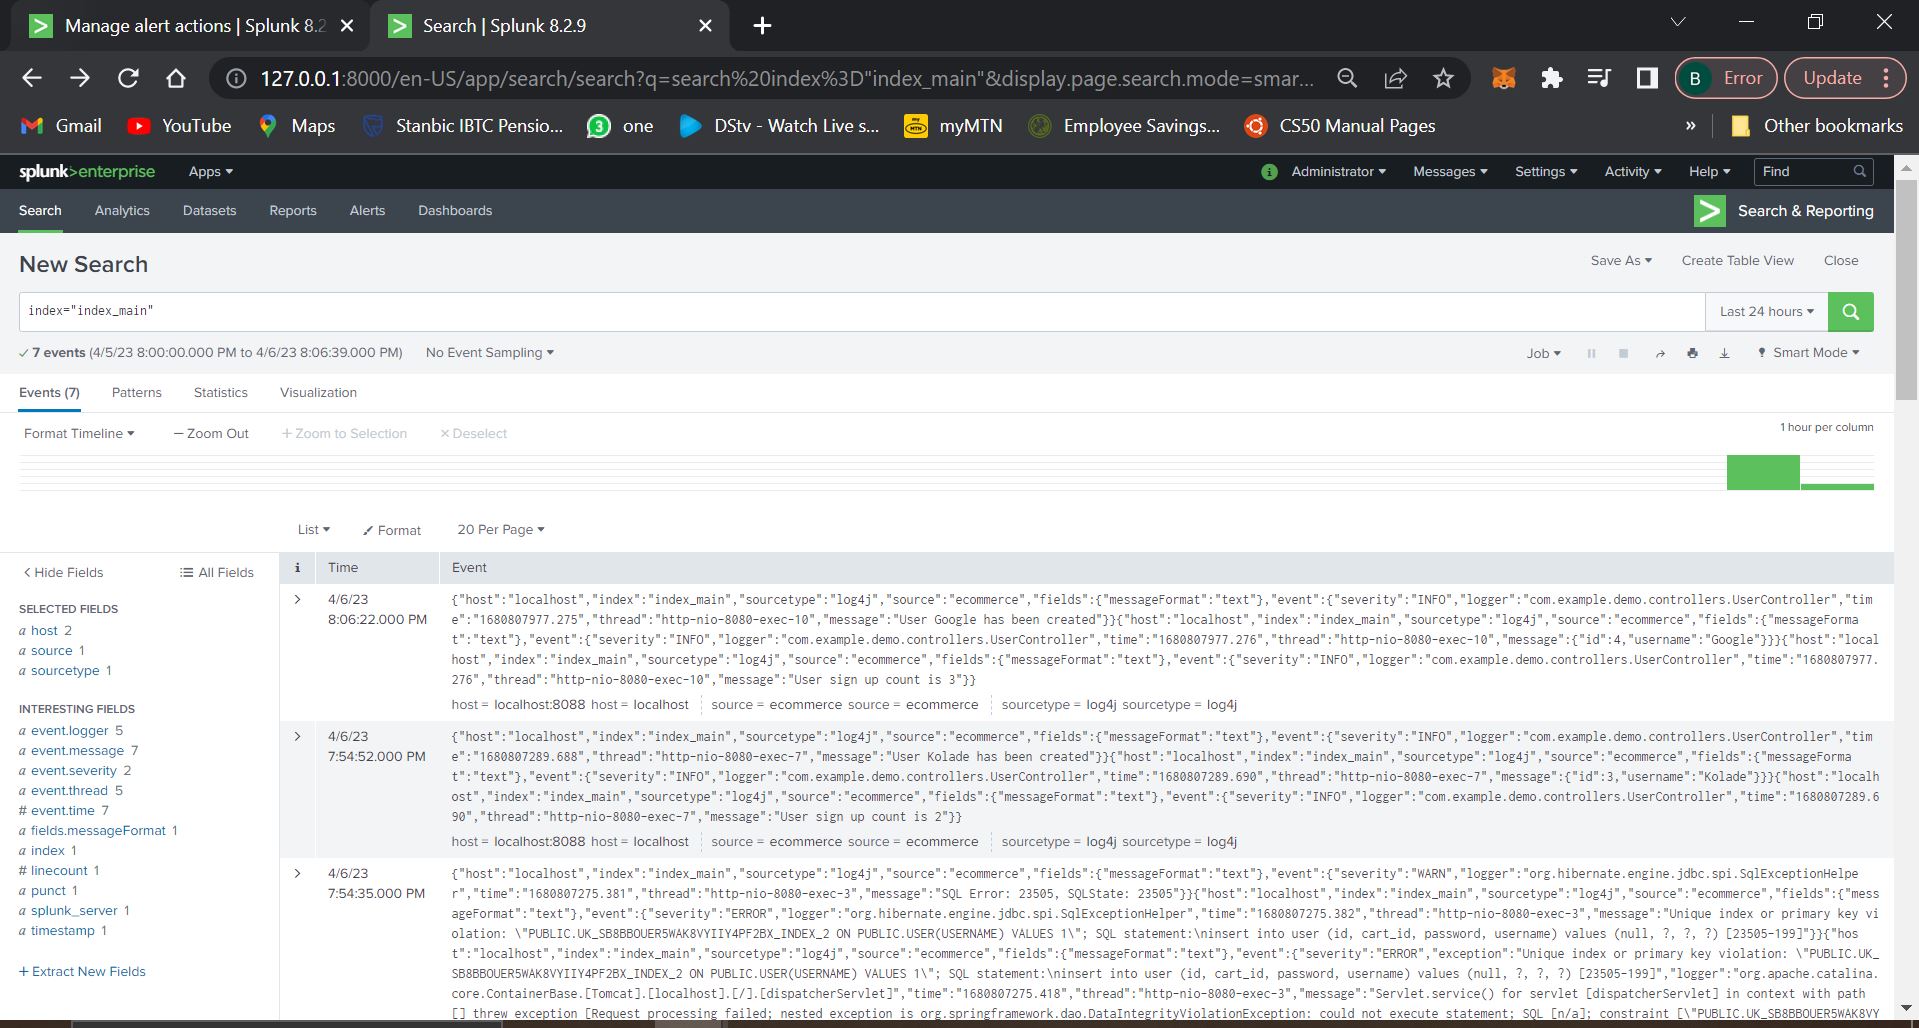 Manage alert actions | Splunk 8.2
Search | Splunk 8.2.9
127.0.0.1:8000/en-US/app/search/search?q=search%20index%3D"index_main"&display.page.search.mode=smar...
B Error
Update
Gmail YouTube Maps Stanbic IBTC Pensio... 3 one DStv - Watch Live s... my MTN myMTN Employee Savings... CS50 Manual Pages » Other bookmarks
splunk>enterprise Apps Administrator Messages Settings Activity Help Find
Search Analytics Datasets Reports Alerts Dashboards Search & Reporting
New Search Save As Create Table View Close
index="index_main" Last 24 hours
7 events (4/5/23 8:00:00.000 PM to 4/6/23 8:06:39.000 PM) No Event Sampling Job Smart Mode
Events (7) Patterns Statistics Visualization
Format Timeline — Zoom Out + Zoom to Selection × Deselect 1 hour per column
List Format 20 Per Page
< Hide Fields All Fields
SELECTED FIELDS
a host 2
a source 1
a sourcetype 1
INTERESTING FIELDS
a event.logger 5
a event.message 7
a event.severity 2
a event.thread 5
# event.time 7
a fields.messageFormat 1
a index 1
# linecount 1
a punct 1
a splunk_server 1
a timestamp 1
+ Extract New Fields
i Time Event
> 4/6/23
8:06:22.000 PM
{"host":"localhost","index":"index_main","sourcetype":"log4j","source":"ecommerce","fields":{"messageFormat":"text"},"event":{"severity":"INFO","logger":"com.example.demo.controllers.UserController","tim
e":"1680807977.275","thread":"http-nio-8080-exec-10","message":"User Google has been created"}}{"host":"localhost","index":"index_main","sourcetype":"log4j","source":"ecommerce","fields":{"messageForma
t":"text"},"event":{"severity":"INFO","logger":"com.example.demo.controllers.UserController","time":"1680807977.276","thread":"http-nio-8080-exec-10","message":{"id":4,"username":"Google"}}}{"host":"local
host","index":"index_main","sourcetype":"log4j","source":"ecommerce","fields":{"messageFormat":"text"},"event":{"severity":"INFO","logger":"com.example.demo.controllers.UserController","time":"1680807977.
276","thread":"http-nio-8080-exec-10","message":"User sign up count is 3"}}
host = localhost:8088 host = localhost source = ecommerce source = ecommerce sourcetype = log4j sourcetype = log4j
> 4/6/23
7:54:52.000 PM
{"host":"localhost","index":"index_main","sourcetype":"log4j","source":"ecommerce","fields":{"messageFormat":"text"},"event":{"severity":"INFO","logger":"com.example.demo.controllers.UserController","tim
e":"1680807289.688","thread":"http-nio-8080-exec-7","message":"User Kolade has been created"}}{"host":"localhost","index":"index_main","sourcetype":"log4j","source":"ecommerce","fields":{"messageForma
t":"text"},"event":{"severity":"INFO","logger":"com.example.demo.controllers.UserController","time":"1680807289.690","thread":"http-nio-8080-exec-7","message":{"id":3,"username":"Kolade"}}}{"host":"localh
ost","index":"index_main","sourcetype":"log4j","source":"ecommerce","fields":{"messageFormat":"text"},"event":{"severity":"INFO","logger":"com.example.demo.controllers.UserController","time":"1680807289.6
90","thread":"http-nio-8080-exec-7","message":"User sign up count is 2"}}
host = localhost:8088 host = localhost source = ecommerce source = ecommerce sourcetype = log4j sourcetype = log4j
> 4/6/23
7:54:35.000 PM
{"host":"localhost","index":"index_main","sourcetype":"log4j","source":"ecommerce","fields":{"messageFormat":"text"},"event":{"severity":"WARN","logger":"org.hibernate.engine.jdbc.spi.SqlExceptionHelpe
r","time":"1680807275.381","thread":"http-nio-8080-exec-3","message":"SQL Error: 23505, SQLState: 23505"}}{"host":"localhost","index":"index_main","sourcetype":"log4j","source":"ecommerce","fields":{"mess
ageFormat":"text"},"event":{"severity":"ERROR","logger":"org.hibernate.engine.jdbc.spi.SqlExceptionHelper","time":"1680807275.382","thread":"http-nio-8080-exec-3","message":"Unique index or primary key vi
olation: \"PUBLIC.UK_SB8BBOUER5WAK8VYIIY4PF2BX_INDEX_2 ON PUBLIC.USER(USERNAME) VALUES 1\"; SQL statement:\ninsert into user (id, cart_id, password, username) values (null, ?, ?, ?) [23505-199]"}}{"ho
st":"localhost","index":"index_main","sourcetype":"log4j","source":"ecommerce","fields":{"messageFormat":"text"},"event":{"severity":"ERROR","exception":"Unique index or primary key violation: \"PUBLIC.UK_
SB8BBOUER5WAK8VYIIY4PF2BX_INDEX_2 ON PUBLIC.USER(USERNAME) VALUES 1\"; SQL statement:\ninsert into user (id, cart_id, password, username) values (null, ?, ?, ?) [23505-199]","logger":"org.apache.catalina.
core.ContainerBase.[Tomcat].[localhost].[/].[dispatcherServlet]","time":"1680807275.418","thread":"http-nio-8080-exec-3","message":"Servlet.service() for servlet [dispatcherServlet] in context with path
[] threw exception [Request processing failed; nested exception is org.springframework.dao.DataIntegrityViolationException: could not execute statement; SQL [n/a]; constraint [\"PUBLIC.UK_SB8BBOUER5WAK8VY